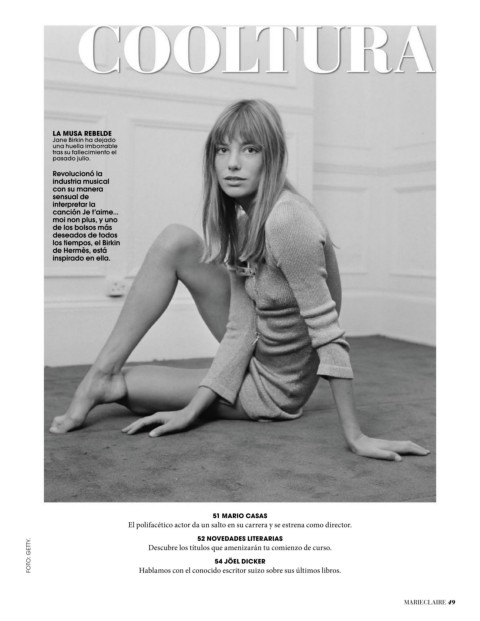 COOLTURA
LA MUSA REBELDE
Jane Birkin ha dejado
una huella imborrable
tras su fallecimiento el
pasado julio.
Revolucionó la
industria musical
con su manera
sensual de
interpretar la
canción Je t'aime...
moi non plus, y uno
de los bolsos más
deseados de todos
los tiempos, el Birkin
de Hermès, está
inspirado en ella.
51 MARIO CASAS
El polifacético actor da un salto en su carrera y se estrena como director.
52 NOVEDADES LITERARIAS
Descubre los títulos que amenizarán tu comienzo de curso.
54 JÖEL DICKER
Hablamos con el conocido escritor suizo sobre sus últimos libros.
FOTO: GETTY.
MARIECLAIRE 49